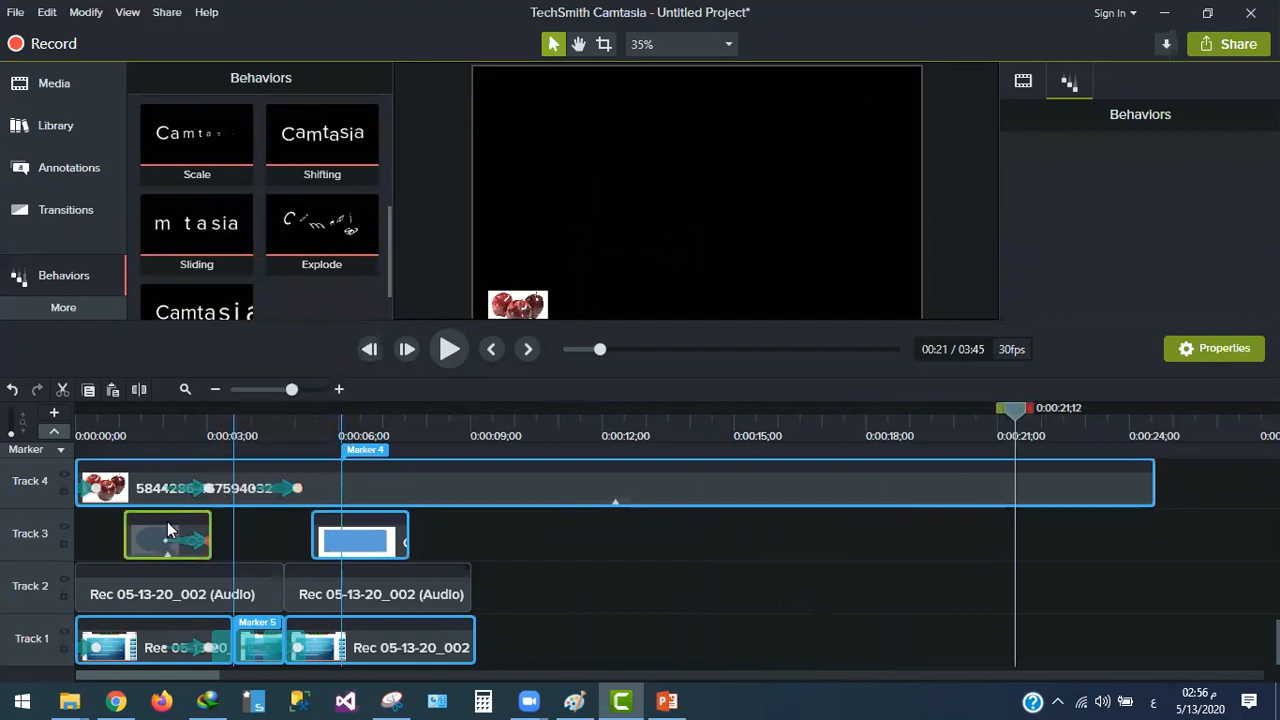 File Edit Modify View Share Help
TechSmith Camtasia - Untitled Project*
Sign In
Record
35%
Share
Media
Library
Annotations
Transitions
Behaviors
More
Behaviors
Camtas
Camtasia
Scale
Shifting
m tasia
Sliding
Explode
Camtasia
Behaviors
00:21 / 03:45
30fps
Properties
0:00:21;12
0:00:00;00
0:00:03;00
0:00:06;00
0:00:09;00
0:00:12;00
0:00:15;00
0:00:18;00
0:00:21;00
0:00:24;00
Marker
Marker 4
Track 4
Track 3
Track 2
Rec 05-13-20_002 (Audio)
Rec 05-13-20_002 (Audio)
Marker 5
Track 1
Rec 05-13-20_002
02:56 م
5/13/2020
ع